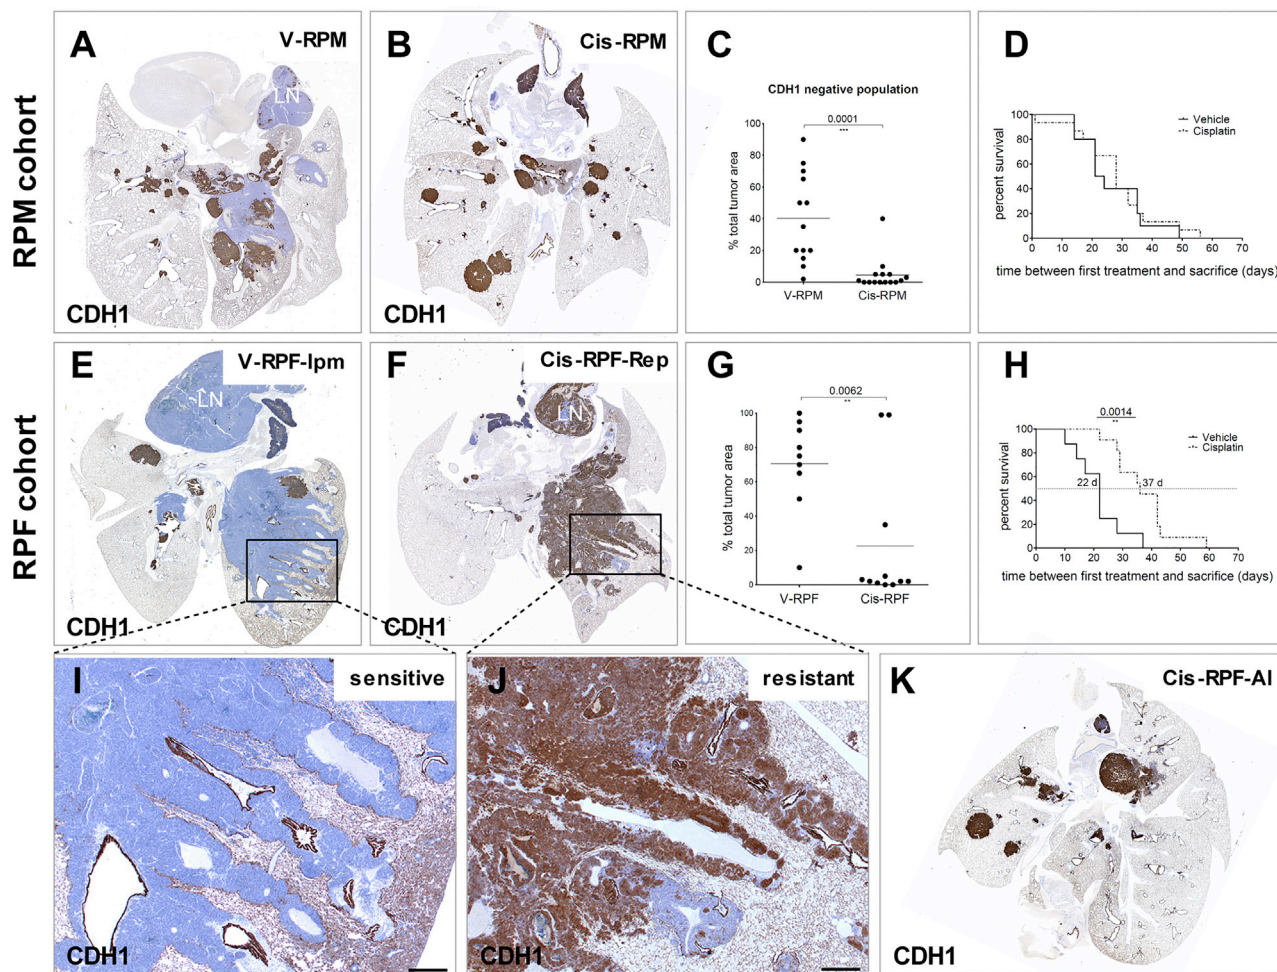 RPM cohort
A
V-RPM
LN
CDH1
B
Cis-RPM
CDH1
C
CDH1 negative population
0.0001
***
% total tumor area
100
80
60
40
20
0
V-RPM
Cis-RPM
D
Vehicle
Cisplatin
percent survival
100
80
60
40
20
0
0 10 20 30 40 50 60 70
time between first treatment and sacrifice (days)
RPF cohort
E
V-RPF-Ipm
LN
CDH1
F
Cis-RPF-Rep
LN
CDH1
G
0.0062
**
% total tumor area
100
80
60
40
20
0
V-RPF
Cis-RPF
H
0.0014
**
Vehicle
Cisplatin
22 d
37 d
percent survival
100
80
60
40
20
0
0 10 20 30 40 50 60 70
time between first treatment and sacrifice (days)
I
sensitive
CDH1
J
resistant
CDH1
K
Cis-RPF-Al
CDH1